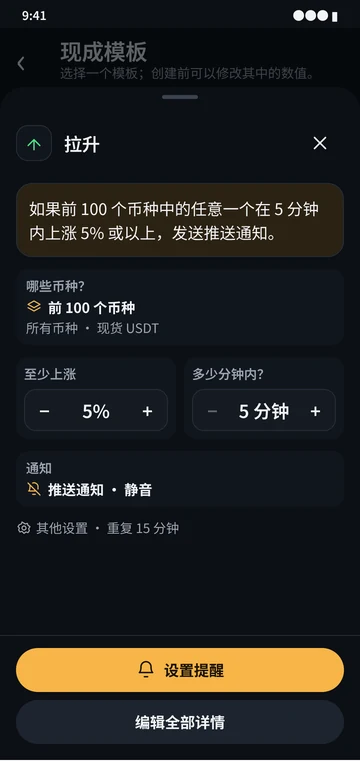 9:41
现成模板
选择一个模板；创建前可以修改其中的数值。
拉升
如果前 100 个币种中的任意一个在 5 分钟
内上涨 5% 或以上，发送推送通知。
哪些币种？
前 100 个币种
所有币种 • 现货 USDT
至少上涨
多少分钟内？
− 5% +
− 5 分钟 +
通知
推送通知 • 静音
其他设置 • 重复 15 分钟
设置提醒
编辑全部详情